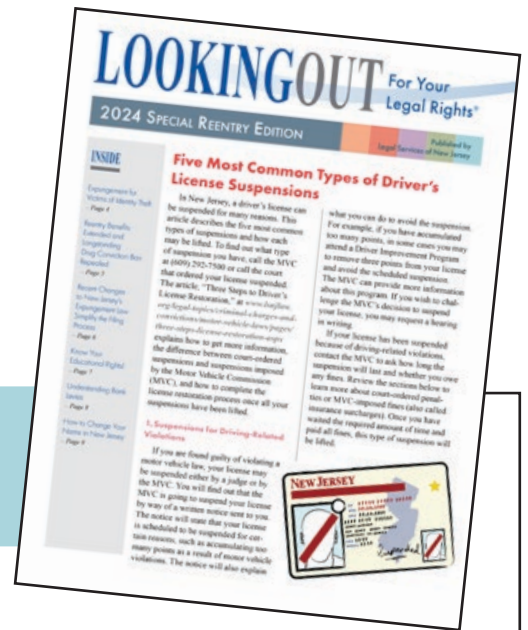 LOOKINGOUT For Your
Legal Rights®
2024 SPECIAL REENTRY EDITION
Published by
Legal Services of New Jersey
INSIDE
Expungement for
Victims of Identity Theft
- Page 4
Reentry Benefits
Extended and
Longstanding
Drug Conviction Ban
Repealed
- Page 5
Recent Changes
to New Jersey's
Expungement Law
Simplify the Filing
Process
- Page 6
Know Your
Educational Rights!
- Page 7
Understanding Bank
Levies
- Page 8
How to Change Your
Name in New Jersey
- Page 9
Five Most Common Types of Driver's
License Suspensions
In New Jersey, a driver's license can
be suspended for many reasons. This
article describes the five most common
types of suspensions and how each
may be lifted. To find out what type
of suspension you have, call the MVC
at (609) 292-7500 or call the court
that ordered your license suspended.
The article, "Three Steps to Driver's
License Restoration," at www.lsnjlaw.
org/legal-topics/criminal-charges-and-
convictions/motor-vehicle-laws/pages/
three-steps-license-restoration-aspx
explains how to get more information,
the difference between court-ordered
suspensions and suspensions imposed
by the Motor Vehicle Commission
(MVC), and how to complete the
license restoration process once all your
suspensions have been lifted.
1. Suspensions for Driving-Related
Violations
If you are found guilty of violating a
motor vehicle law, your license may
be suspended either by a judge or by
the MVC. You will find out that the
MVC is going to suspend your license
by way of a written notice sent to you.
The notice will state that your license
is scheduled to be suspended for cer-
tain reasons, such as accumulating too
many points as a result of motor vehicle
violations. The notice will also explain
what you can do to avoid the suspension.
For example, if you have accumulated
too many points, in some cases you may
attend a Driver Improvement Program
to remove three points from your license
and avoid the scheduled suspension.
The MVC can provide more information
about this program. If you wish to chal-
lenge the MVC's decision to suspend
your license, you may request a hearing
in writing.
If your license has been suspended
because of driving-related violations,
contact the MVC to ask how long the
suspension will last and whether you owe
any fines. Review the sections below to
learn more about court-ordered penal-
ties or MVC-imposed fines (also called
insurance surcharges). Once you have
waited the required amount of time and
paid all fines, this type of suspension will
be lifted.
NEW JERSEY
Suspended